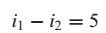 i₁ − i₂ = 5